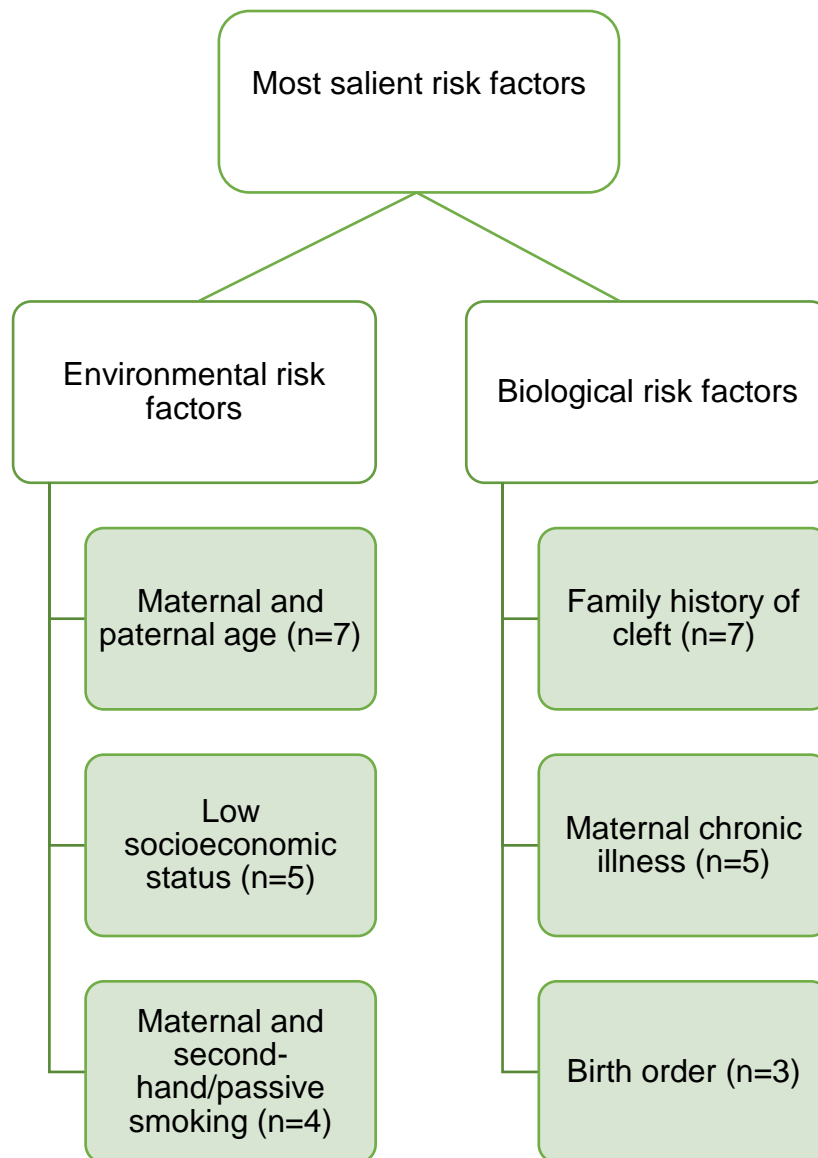 Most salient risk factors
Environmental risk
factors
Maternal and
paternal age (n=7)
Low
socioeconomic
status (n=5)
Maternal and
second-
hand/passive
smoking (n=4)
Biological risk factors
Family history of
cleft (n=7)
Maternal chronic
illness (n=5)
Birth order (n=3)